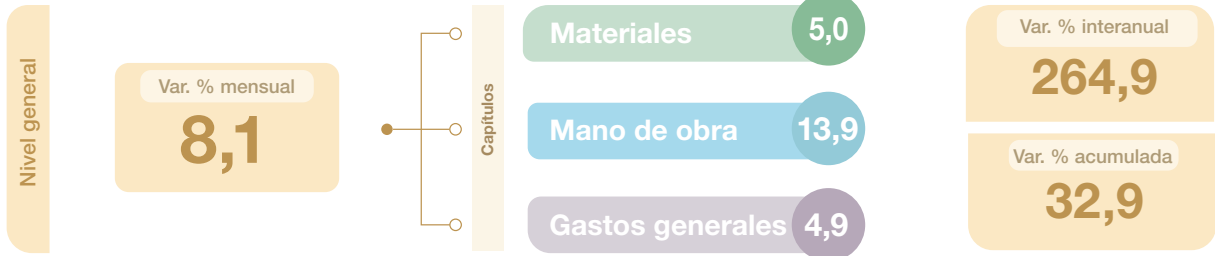 Nivel general
Var. % mensual
8,1
Capítulos
Materiales 5,0
Mano de obra 13,9
Gastos generales 4,9
Var. % interanual
264,9
Var. % acumulada
32,9